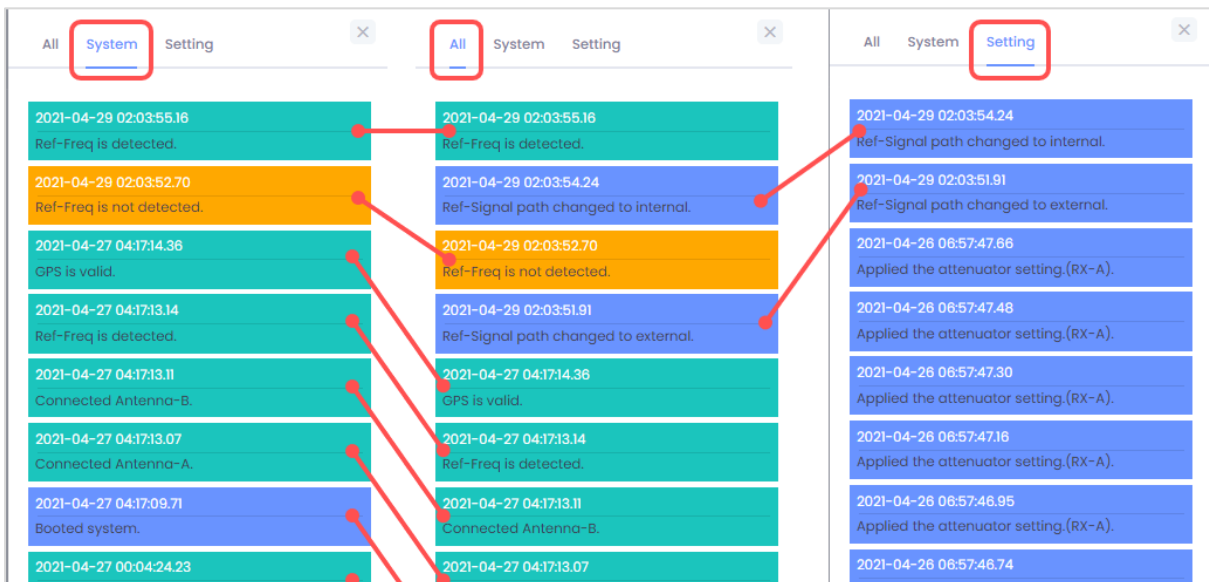 All System Setting
2021-04-29 02:03:55.16
Ref-Freq is detected.
2021-04-29 02:03:52.70
Ref-Freq is not detected.
2021-04-27 04:17:14.36
GPS is valid.
2021-04-27 04:17:13.14
Ref-Freq is detected.
2021-04-27 04:17:13.11
Connected Antenna-B.
2021-04-27 04:17:13.07
Connected Antenna-A.
2021-04-27 04:17:09.71
Booted system.
2021-04-27 00:04:24.23
All System Setting
2021-04-29 02:03:55.16
Ref-Freq is detected.
2021-04-29 02:03:54.24
Ref-Signal path changed to internal.
2021-04-29 02:03:52.70
Ref-Freq is not detected.
2021-04-29 02:03:51.91
Ref-Signal path changed to external.
2021-04-27 04:17:14.36
GPS is valid.
2021-04-27 04:17:13.14
Ref-Freq is detected.
2021-04-27 04:17:13.11
Connected Antenna-B.
2021-04-27 04:17:13.07
All System Setting
2021-04-29 02:03:54.24
Ref-Signal path changed to internal.
2021-04-29 02:03:51.91
Ref-Signal path changed to external.
2021-04-26 06:57:47.66
Applied the attenuator setting.(RX-A).
2021-04-26 06:57:47.48
Applied the attenuator setting.(RX-A).
2021-04-26 06:57:47.30
Applied the attenuator setting.(RX-A).
2021-04-26 06:57:47.16
Applied the attenuator setting.(RX-A).
2021-04-26 06:57:46.95
Applied the attenuator setting.(RX-A).
2021-04-26 06:57:46.74